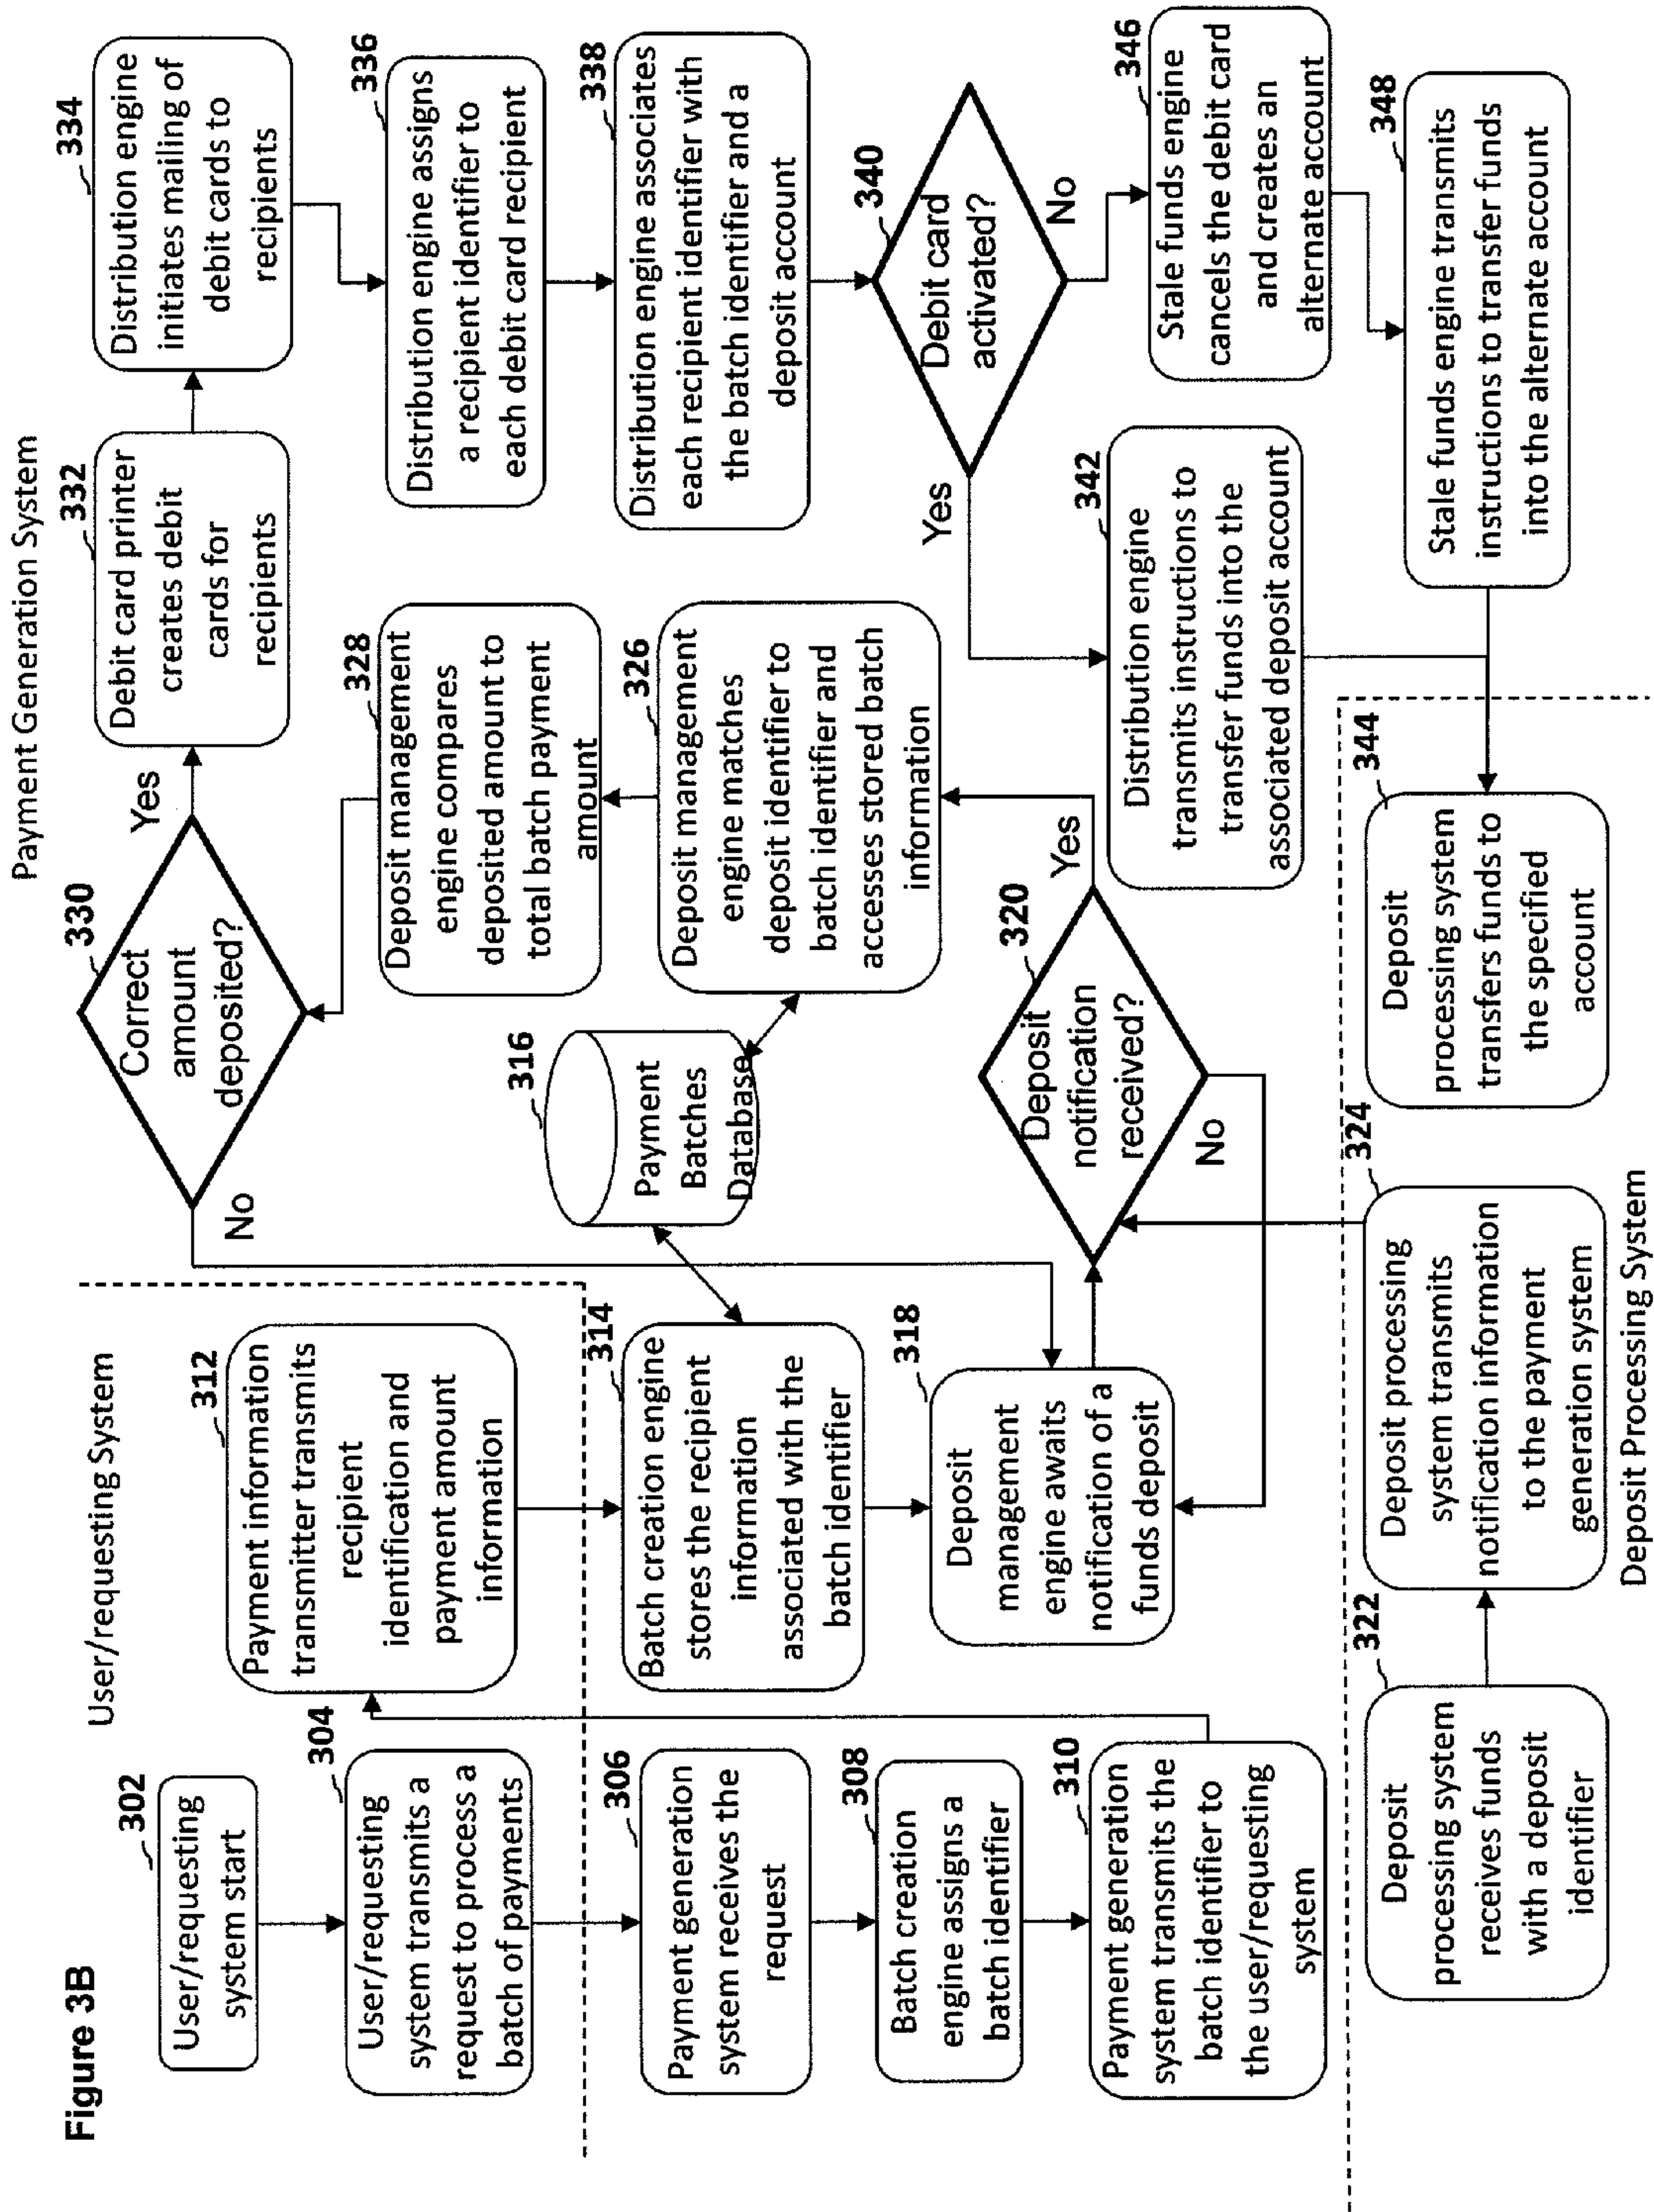 Figure 3B
User/requesting System
Payment Generation System
302
User/requesting
system start
304
User/requesting
system transmits a
request to process a
batch of payments
306
Payment generation
system receives the
request
308
Batch creation
engine assigns a
batch identifier
310
Payment generation
system transmits the
batch identifier to
the user/requesting
system
312
Payment information
transmitter transmits
recipient
identification and
payment amount
information
314
Batch creation engine
stores the recipient
information
associated with the
batch identifier
316
Payment
Batches
Database
318
Deposit
management
engine awaits
notification of a
funds deposit
320
Deposit
notification
received?
Yes
No
322
Deposit
processing system
receives funds
with a deposit
identifier
324
Deposit processing
system transmits
notification information
to the payment
generation system
326
Deposit management
engine matches
deposit identifier to
batch identifier and
accesses stored batch
information
328
Deposit management
engine compares
deposited amount to
total batch payment
amount
330
Correct
amount
deposited?
Yes
No
332
Debit card printer
creates debit
cards for
recipients
334
Distribution engine
initiates mailing of
debit cards to
recipients
336
Distribution engine assigns
a recipient identifier to
each debit card recipient
338
Distribution engine associates
each recipient identifier with
the batch identifier and a
deposit account
340
Debit card
activated?
Yes
No
342
Distribution engine
transmits instructions to
transfer funds into the
associated deposit account
344
Deposit
processing system
transfers funds to
the specified
account
346
Stale funds engine
cancels the debit card
and creates an
alternate account
348
Stale funds engine transmits
instructions to transfer funds
into the alternate account
Deposit Processing System